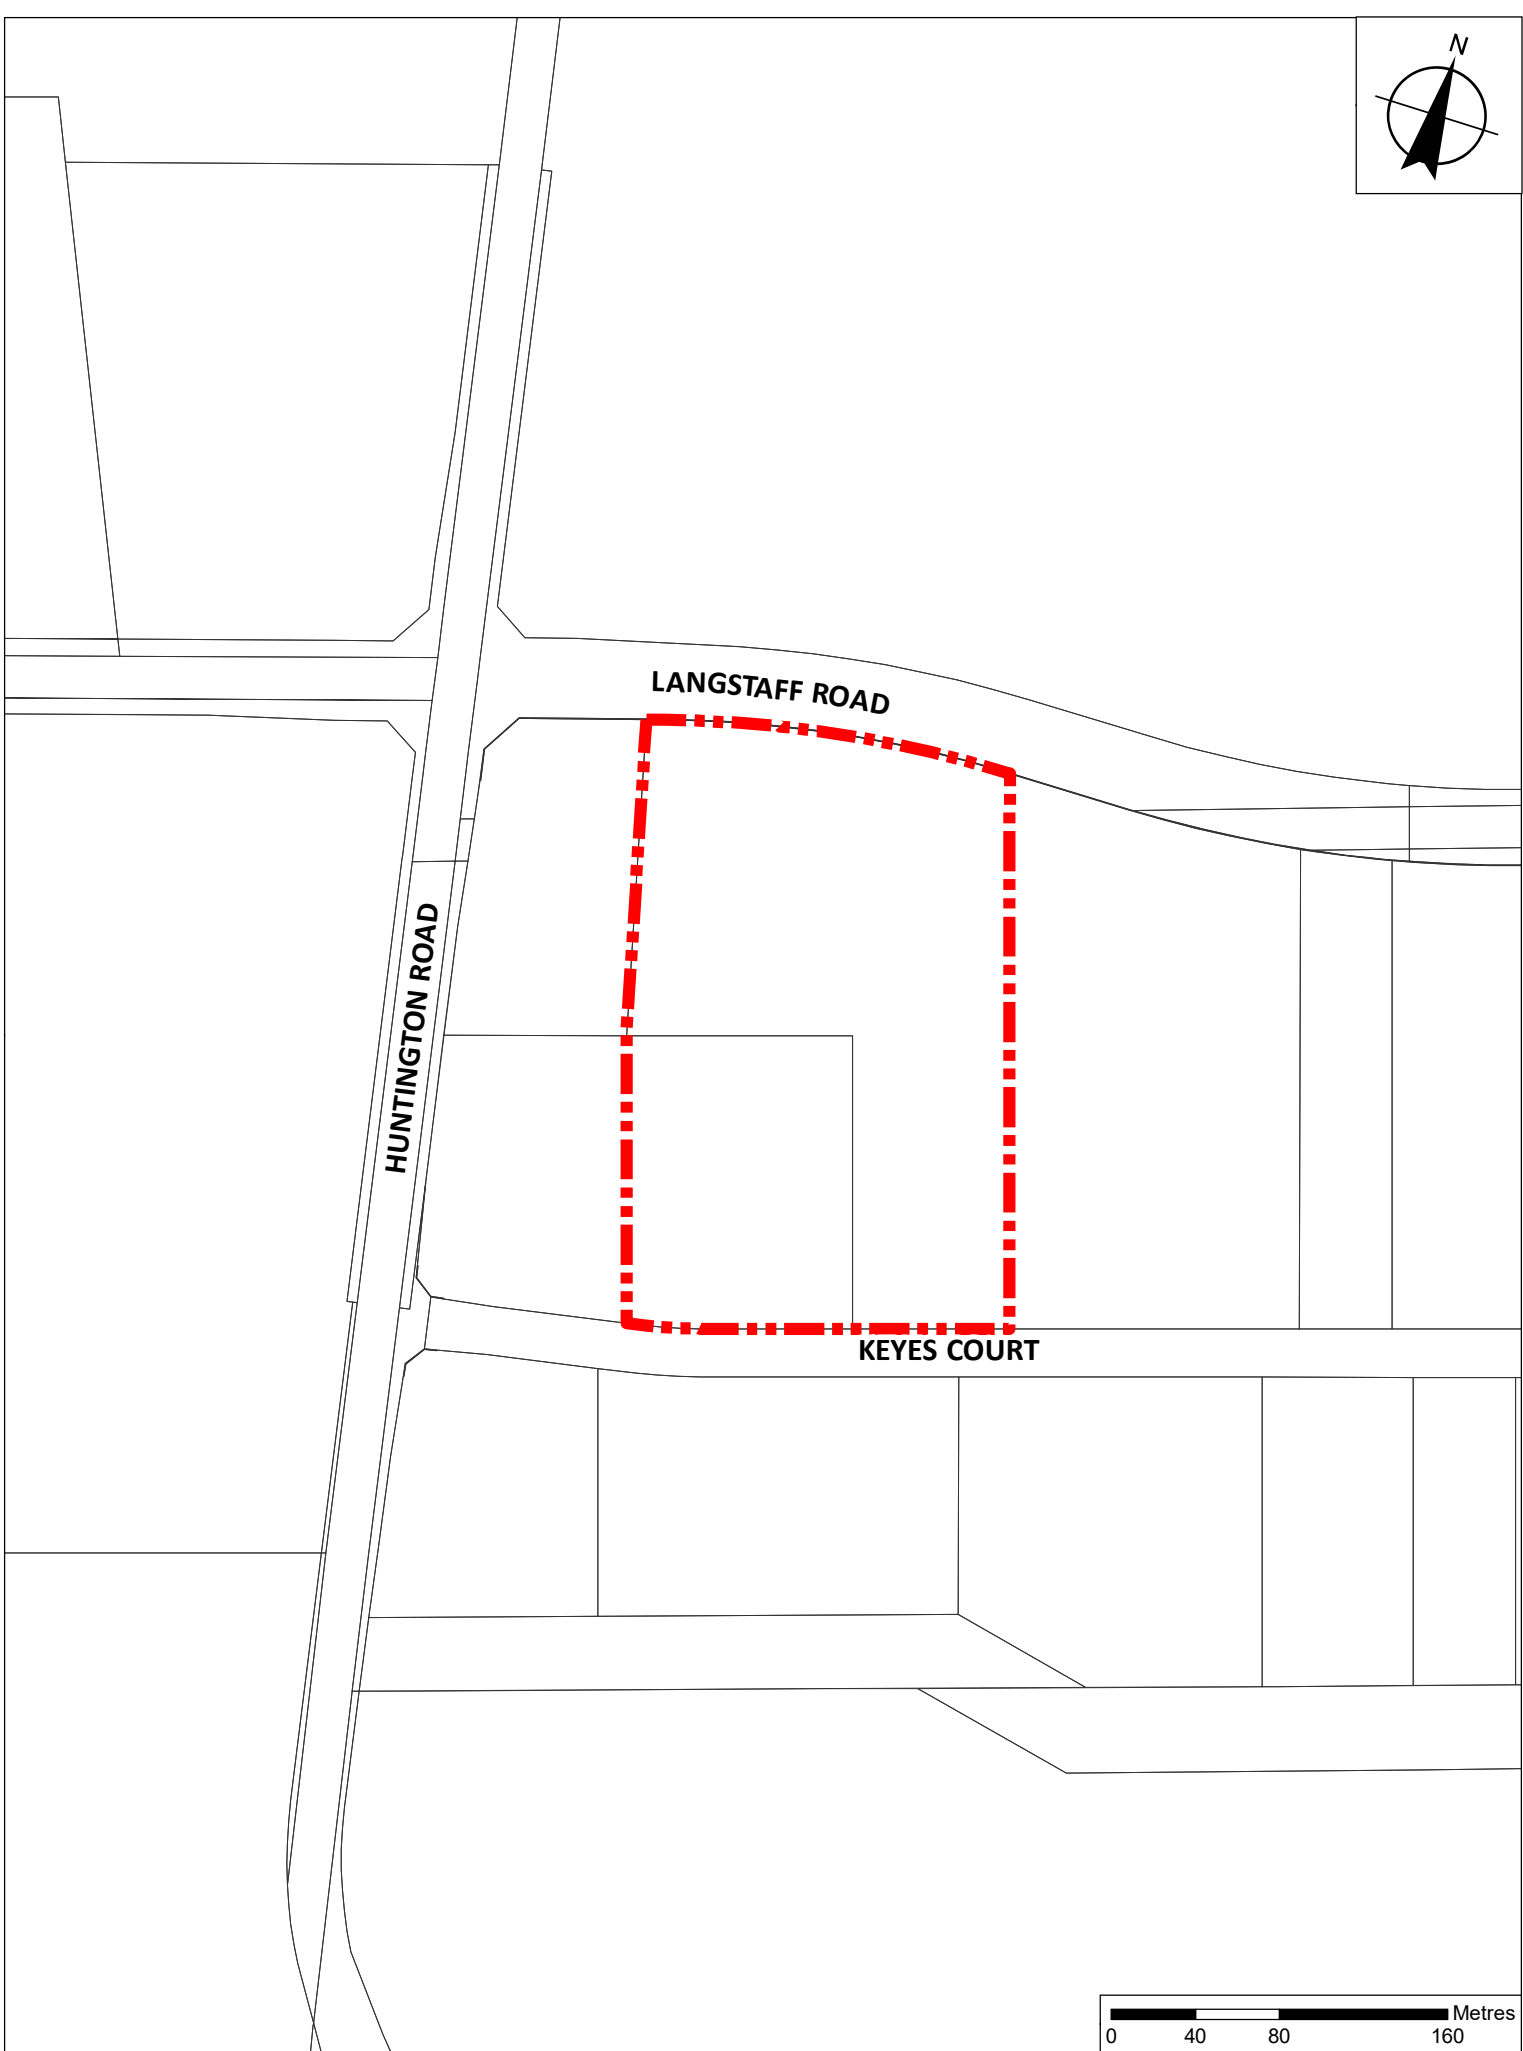 N
LANGSTAFF ROAD
HUNTINGTON ROAD
KEYES COURT
Metres
0 40 80 160